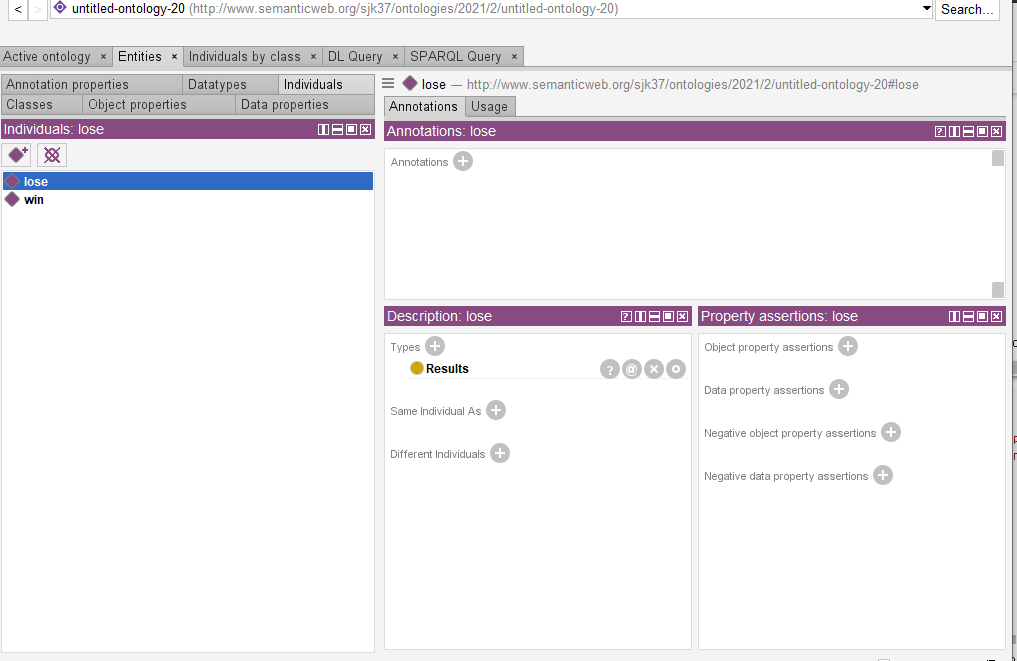 < > untitled-ontology-20 (http://www.semanticweb.org/sjk37/ontologies/2021/2/untitled-ontology-20) Search...
Active ontology × Entities × Individuals by class × DL Query × SPARQL Query ×
Annotation properties Datatypes Individuals
Classes Object properties Data properties
Individuals: lose
lose
win
lose — http://www.semanticweb.org/sjk37/ontologies/2021/2/untitled-ontology-20#lose
Annotations Usage
Annotations: lose
Annotations
Description: lose
Types
Results
Same Individual As
Different Individuals
Property assertions: lose
Object property assertions
Data property assertions
Negative object property assertions
Negative data property assertions